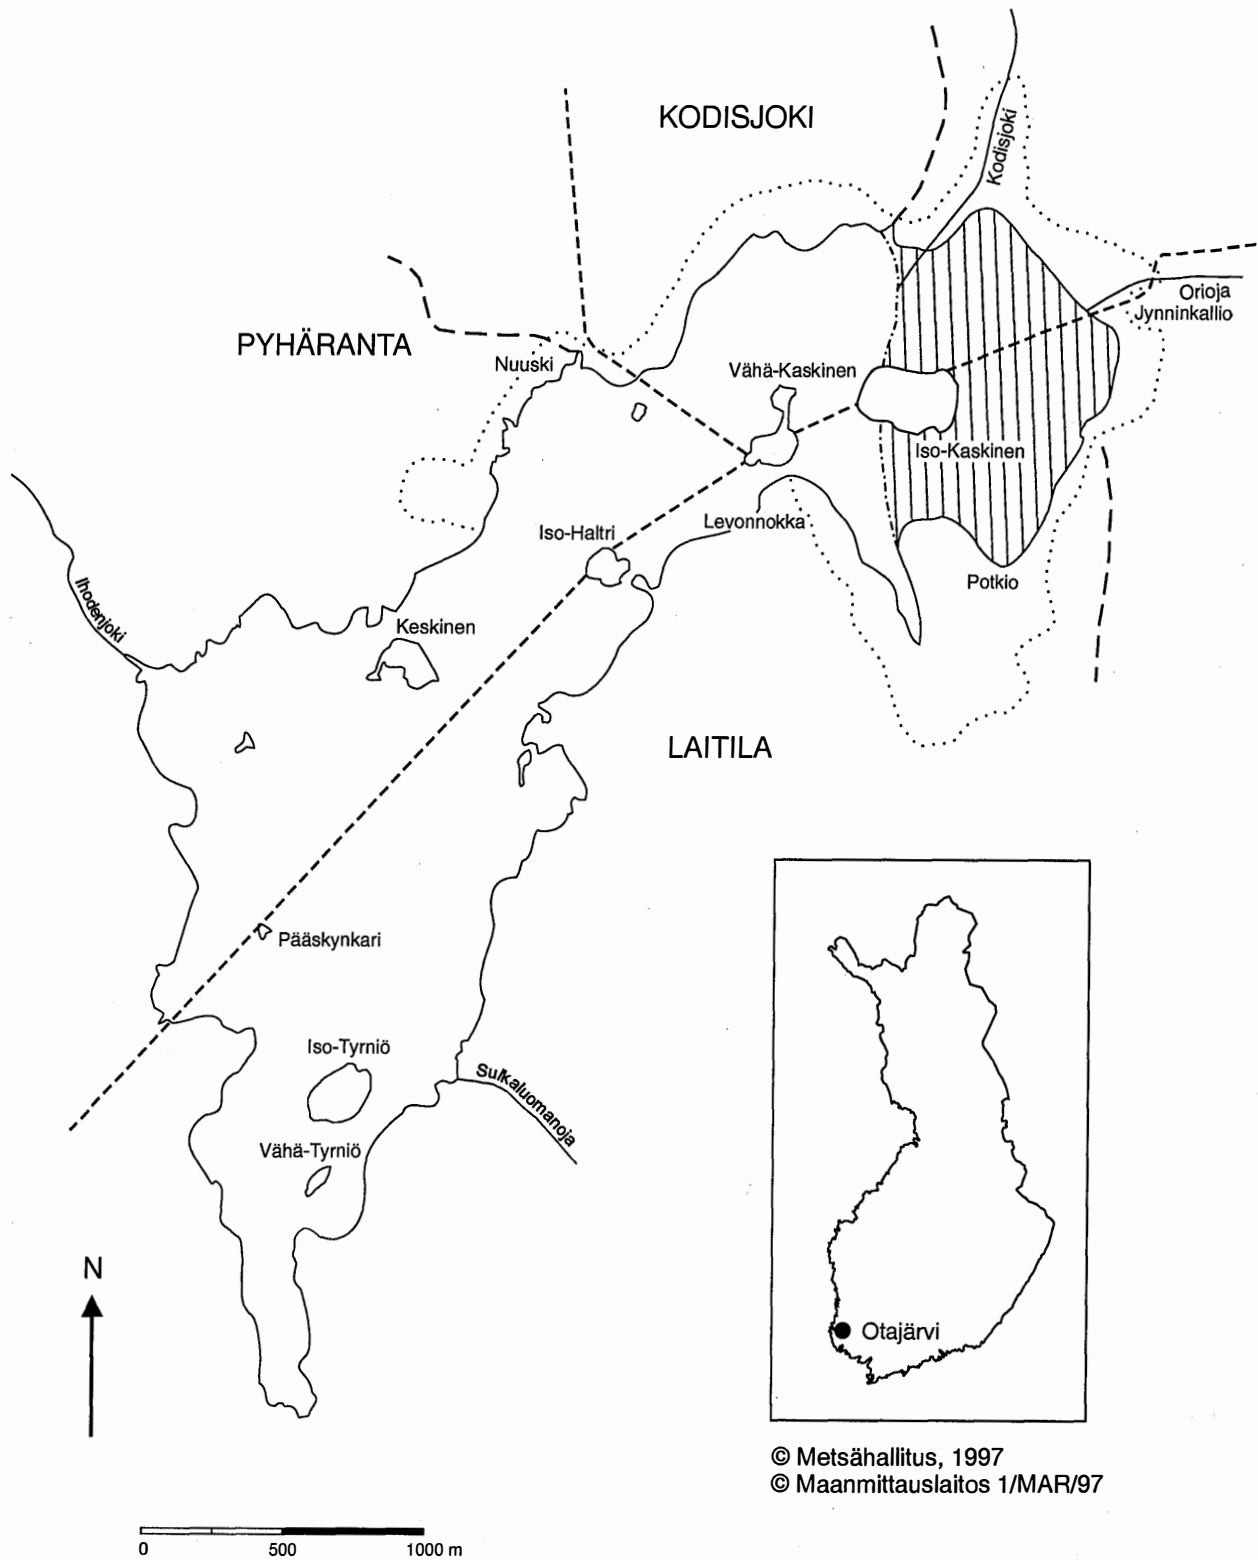 KODISJOKI
Kodisjoki
PYHÄRANTA
Nuuski
Vähä-Kaskinen
Orioja
Jynninkallio
Iso-Kaskinen
Iso-Haltri
Levonnokka
Potkio
Ihodenjoki
Keskinen
LAITILA
Pääskynkari
Iso-Tyrniö
Sulkaluomanoja
Vähä-Tyrniö
N
Otajärvi
© Metsähallitus, 1997
© Maanmittauslaitos 1/MAR/97
0 500 1000 m